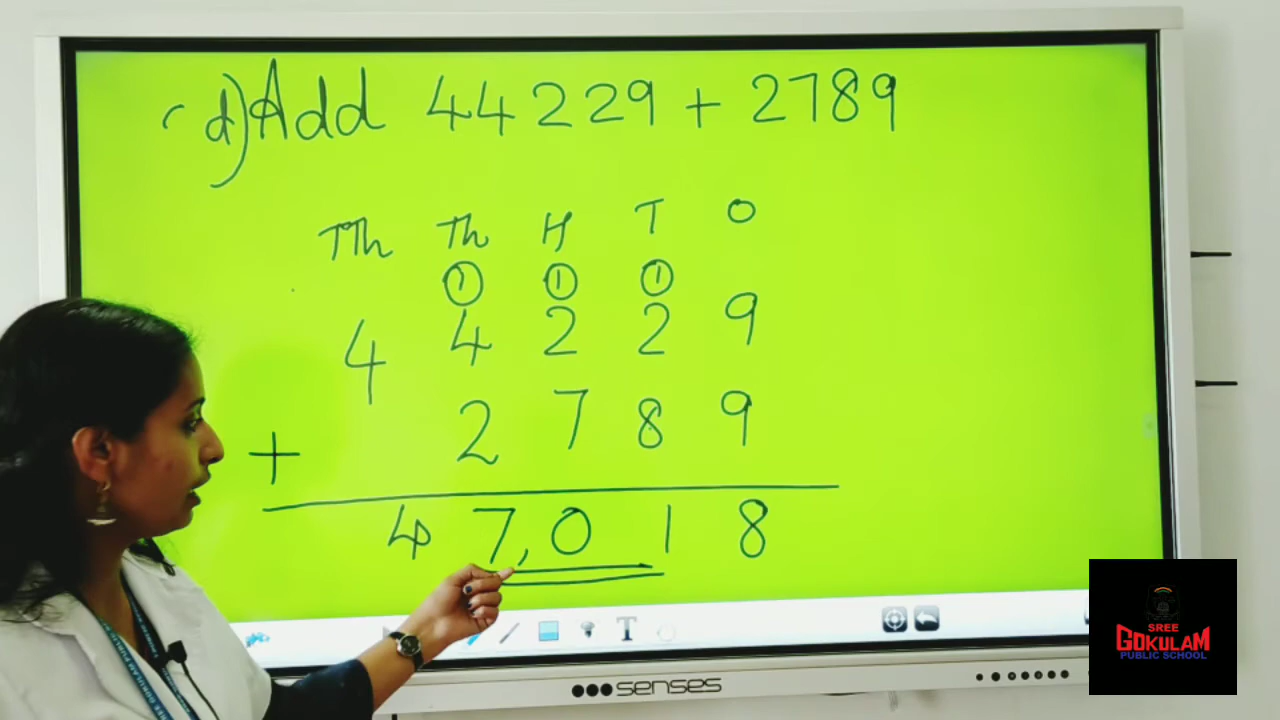 d) Add 44229 + 2789
TTh Th H T O
1 1 1
4 4 2 2 9
+ 2 7 8 9
4 7, 0 1 8
T
senses
SREE
GOKULAM
PUBLIC SCHOOL